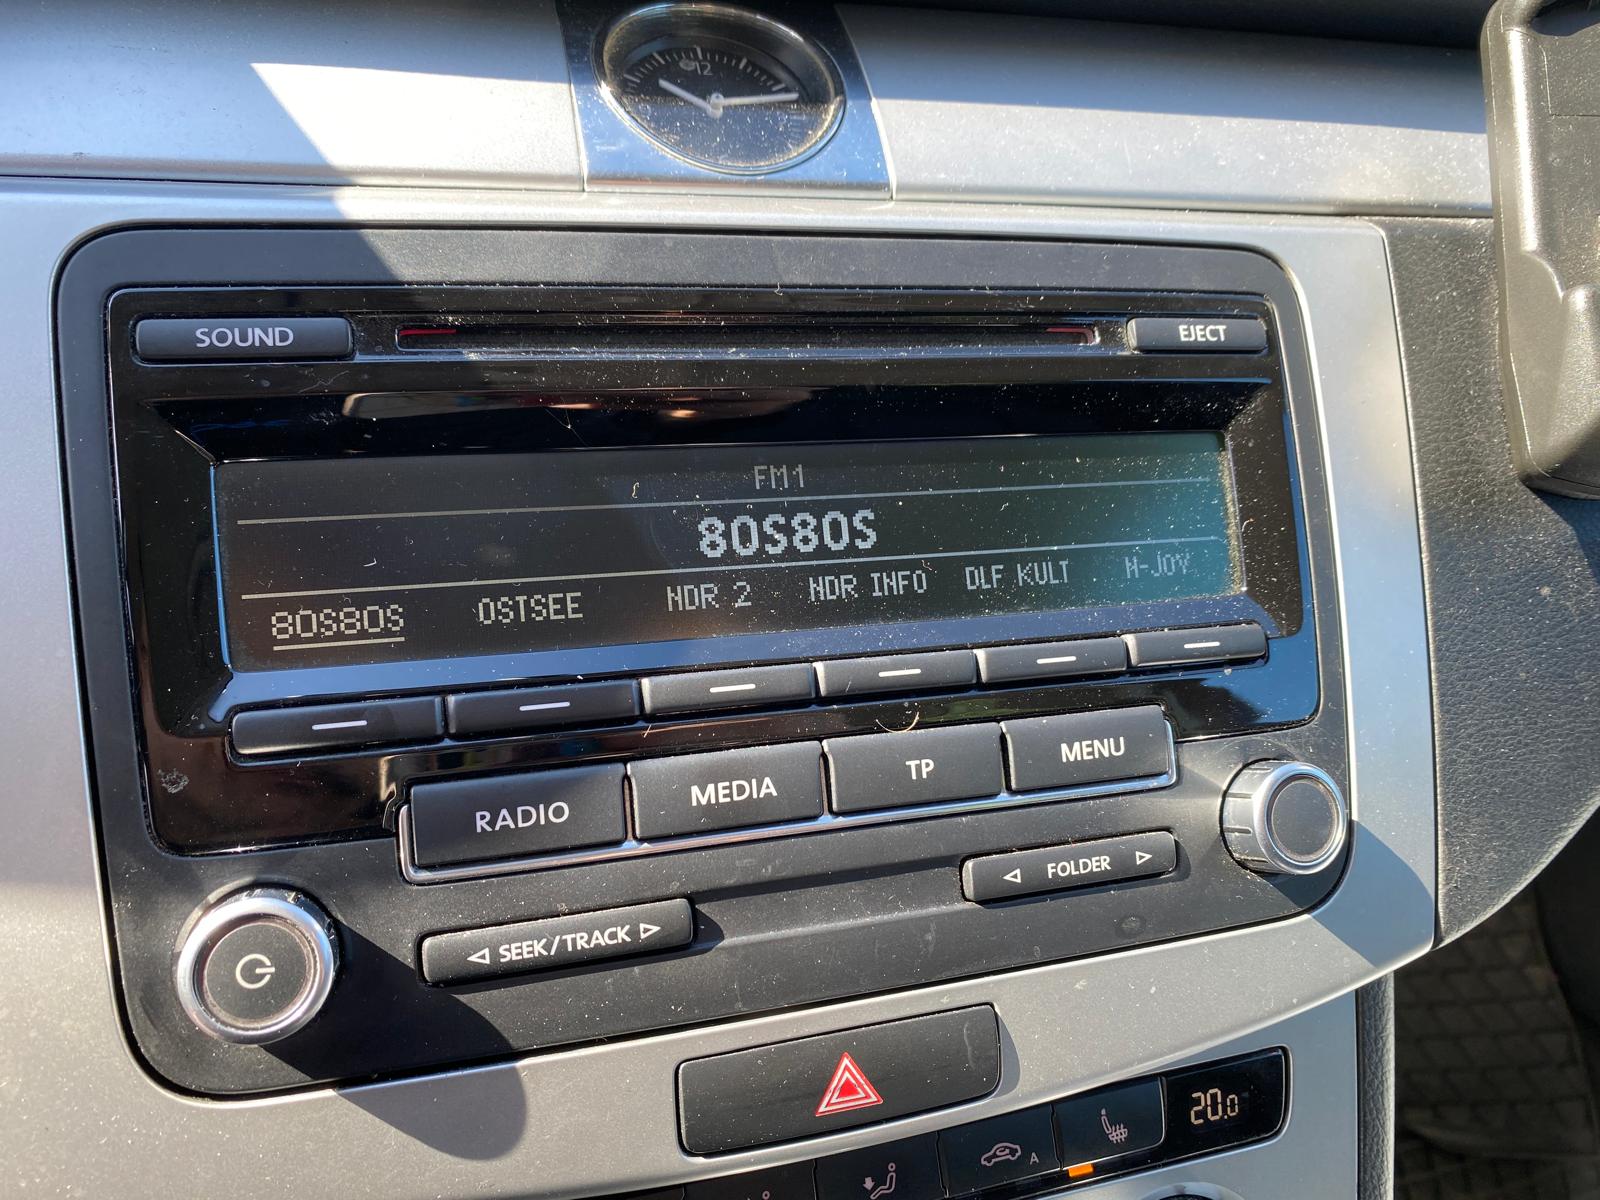 12
SOUND
EJECT
FM1
80S80S
80S80S OSTSEE NDR 2 NDR INFO DLF KULT N-JOY
RADIO MEDIA TP MENU
SEEK/TRACK
FOLDER
20.0
A